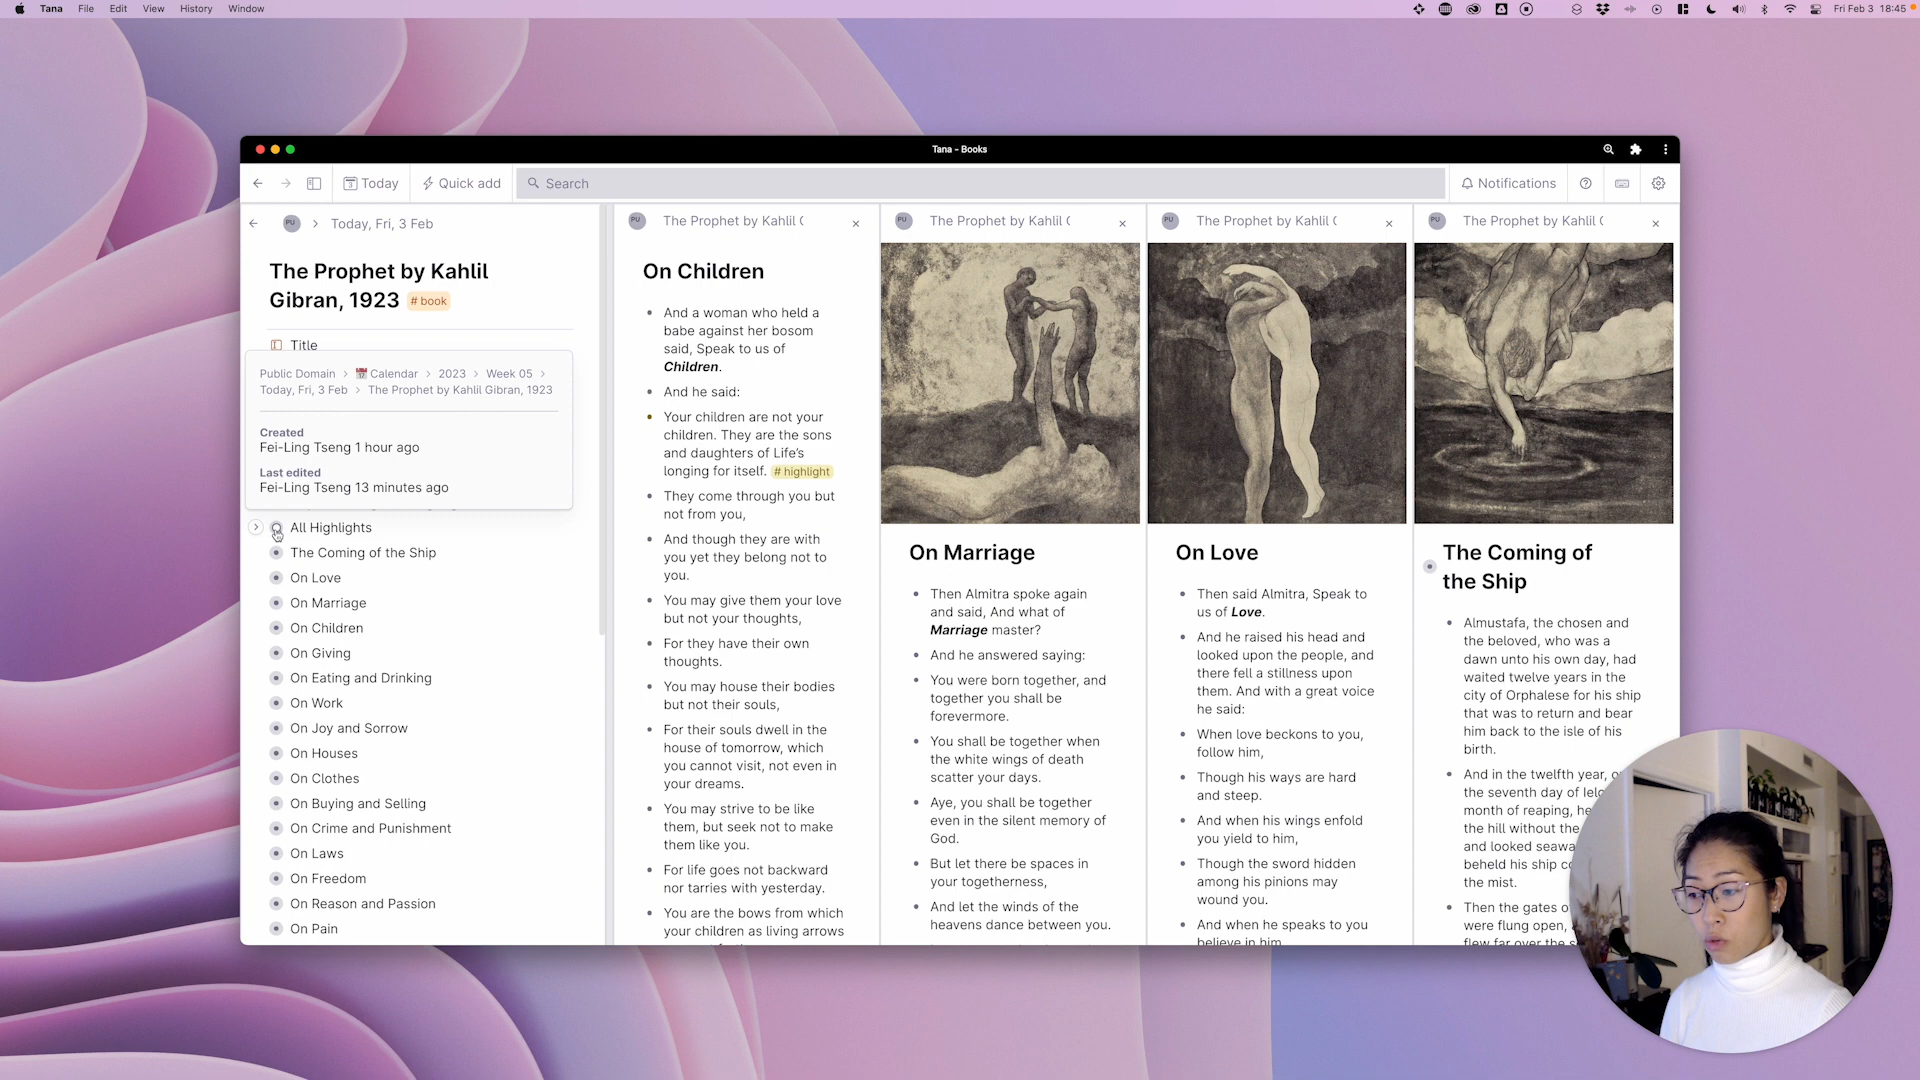 Tana File Edit View History Window
Fri Feb 3 18:45
Tana – Books
Today
Quick add
Search
Notifications
PU > Today, Fri, 3 Feb
The Prophet by Kahlil
Gibran, 1923 # book
Title
Public Domain > Calendar > 2023 > Week 05 >
Today, Fri, 3 Feb > The Prophet by Kahlil Gibran, 1923
Created
Fei-Ling Tseng 1 hour ago
Last edited
Fei-Ling Tseng 13 minutes ago
All Highlights
The Coming of the Ship
On Love
On Marriage
On Children
On Giving
On Eating and Drinking
On Work
On Joy and Sorrow
On Houses
On Clothes
On Buying and Selling
On Crime and Punishment
On Laws
On Freedom
On Reason and Passion
On Pain
PU The Prophet by Kahlil
On Children
And a woman who held a
babe against her bosom
said, Speak to us of
Children.
And he said:
Your children are not your
children. They are the sons
and daughters of Life's
longing for itself. # highlight
They come through you but
not from you,
And though they are with
you yet they belong not to
you.
You may give them your love
but not your thoughts,
For they have their own
thoughts.
You may house their bodies
but not their souls,
For their souls dwell in the
house of tomorrow, which
you cannot visit, not even in
your dreams.
You may strive to be like
them, but seek not to make
them like you.
For life goes not backward
nor tarries with yesterday.
You are the bows from which
your children as living arrows
PU The Prophet by Kahlil
On Marriage
Then Almitra spoke again
and said, And what of
Marriage master?
And he answered saying:
You were born together, and
together you shall be
forevermore.
You shall be together when
the white wings of death
scatter your days.
Aye, you shall be together
even in the silent memory of
God.
But let there be spaces in
your togetherness,
And let the winds of the
heavens dance between you.
PU The Prophet by Kahlil
On Love
Then said Almitra, Speak to
us of Love.
And he raised his head and
looked upon the people, and
there fell a stillness upon
them. And with a great voice
he said:
When love beckons to you,
follow him,
Though his ways are hard
and steep.
And when his wings enfold
you yield to him,
Though the sword hidden
among his pinions may
wound you.
And when he speaks to you
believe in him
PU The Prophet by Kahlil
The Coming of
the Ship
Almustafa, the chosen and
the beloved, who was a
dawn unto his own day, had
waited twelve years in the
city of Orphalese for his ship
that was to return and bear
him back to the isle of his
birth.
And in the twelfth year, o
the seventh day of Ielo
month of reaping, he
the hill without the
and looked seawa
beheld his ship co
the mist.
Then the gates o
were flung open,
flew far over the s